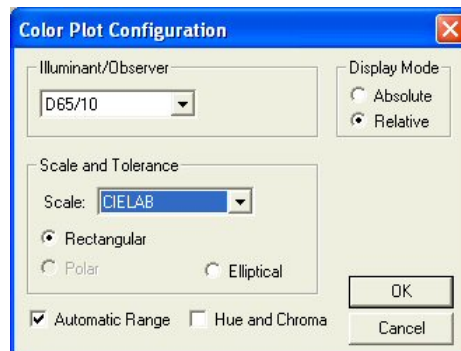 Color Plot Configuration
Illuminant/Observer
D65/10
Display Mode
Absolute
Relative
Scale and Tolerance
Scale: CIELAB
Rectangular
Polar
Elliptical
Automatic Range
Hue and Chroma
OK
Cancel